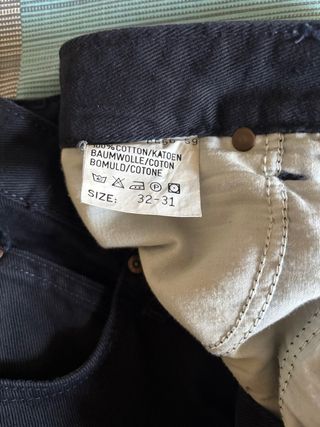 100% COTTON/KATOEN
BAUMWOLLE/COTON
BOMULD/COTONE
SIZE: 32-31